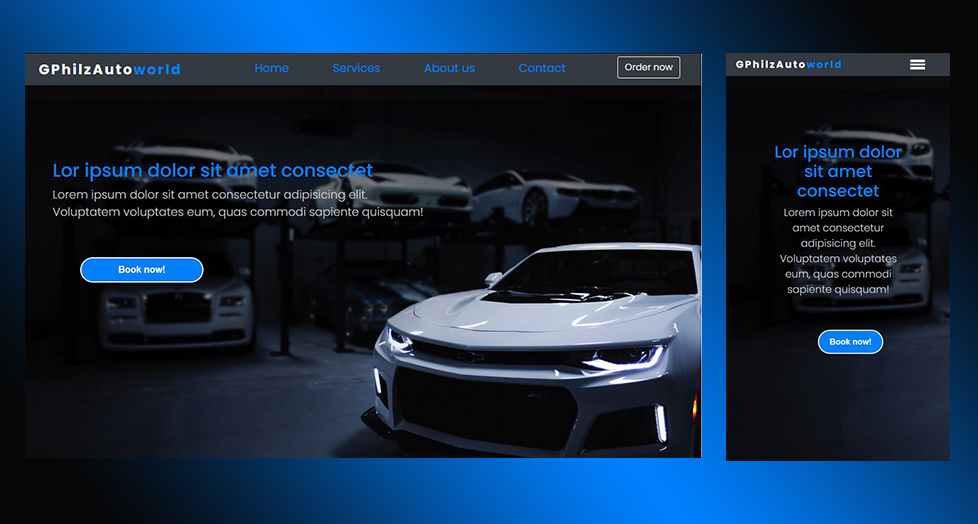 GPhilzAutoworld
Home
Services
About us
Contact
Order now
Lor ipsum dolor sit amet consectet
Lorem ipsum dolor sit amet consectetur adipisicing elit.
Voluptatem voluptates eum, quas commodi sapiente quisquam!
Book now!
GPhilzAutoworld
Lor ipsum dolor
sit amet
consectet
Lorem ipsum dolor sit
amet consectetur
adipisicing elit.
Voluptatem voluptates
eum, quas commodi
sapiente quisquam!
Book now!